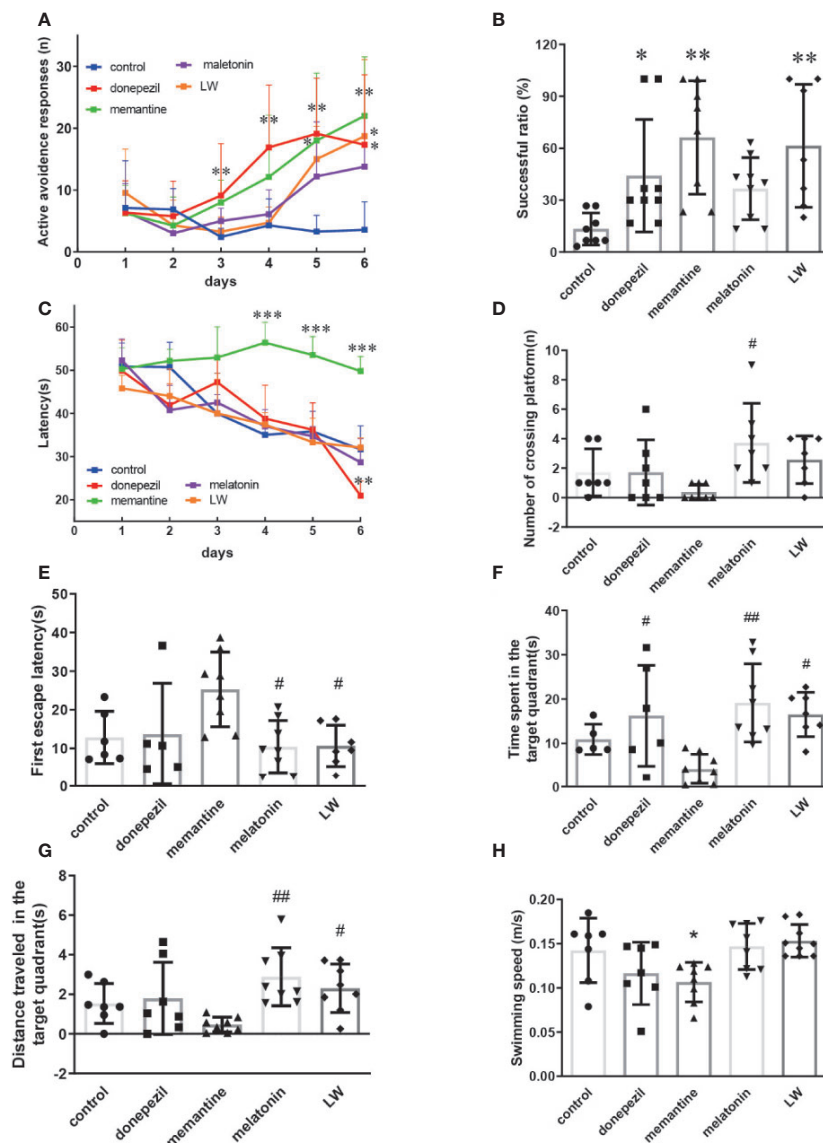 A
Active avoidence responses (n)
30
20
10
0
control
donepezil
memantine
maletonin
LW
**
**
**
**
*
*
*
0 1 2 3 4 5 6
days
B
Successful ratio (%)
120
90
60
30
0
*
**
**
control donepezil memantine melatonin LW
C
Latency(s)
60
50
40
30
20
***
***
***
**
control
donepezil
memantine
melatonin
LW
0 1 2 3 4 5 6
days
D
Number of crossing platform(n)
10
8
6
4
2
0
-2
#
control donepezil memantine melatonin LW
E
First escape latency(s)
50
40
30
20
10
0
# #
control donepezil memantine melatonin LW
F
Time spent in the
target quadrant(s)
40
30
20
10
0
# ## #
control donepezil memantine melatonin LW
G
Distance traveled in the
target quadrant(s)
8
6
4
2
0
-2
## #
control donepezil memantine melatonin LW
H
Swimming speed (m/s)
0.20
0.15
0.10
0.05
0.00
*
control donepezil memantine melatonin LW